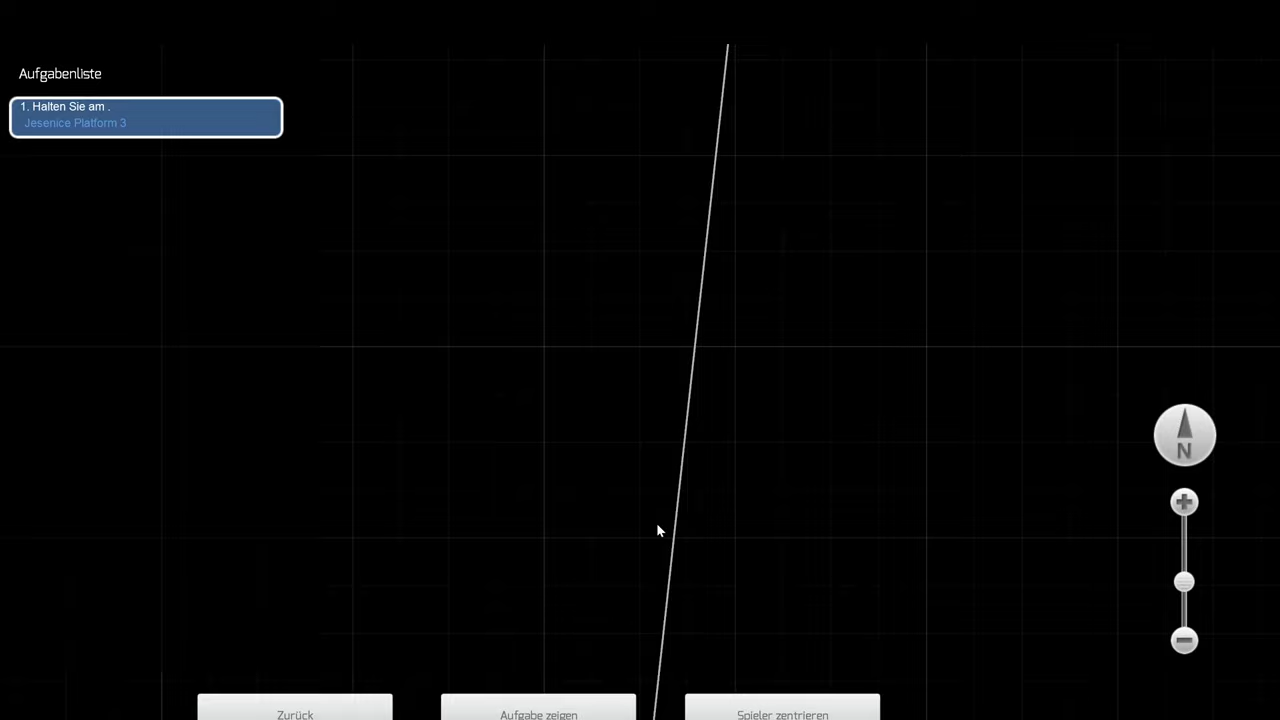 Aufgabenliste
1. Halten Sie am .
Jesenice Platform 3
N
Zurück
Aufgabe zeigen
Spieler zentrieren